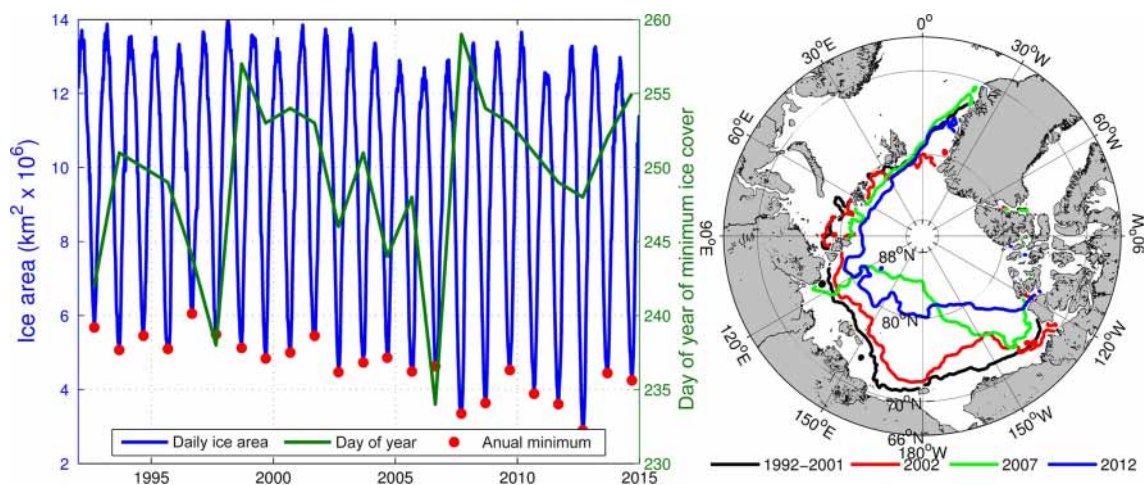 14
12
10
8
6
4
2
Ice area (km² x 10⁶)
260
255
250
245
240
235
230
Day of year of minimum ice cover
1995 2000 2005 2010 2015
Daily ice area Day of year Anual minimum
0°
30°E 30°W
60°E 60°W
90°E 90°W
120°E 120°W
150°E 150°W
180°W
88°N
80°N
70°N
66°N
1992-2001 2002 2007 2012